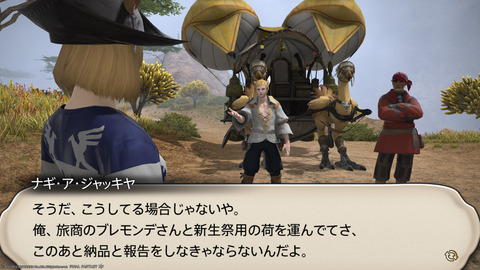 ナギ・ア・ジャッキヤ
そうだ、こうしてる場合じゃないや。
俺、旅商のブレモンデさんと新生祭用の荷を運んでてさ、
このあと納品と報告をしなきゃならないんだよ。